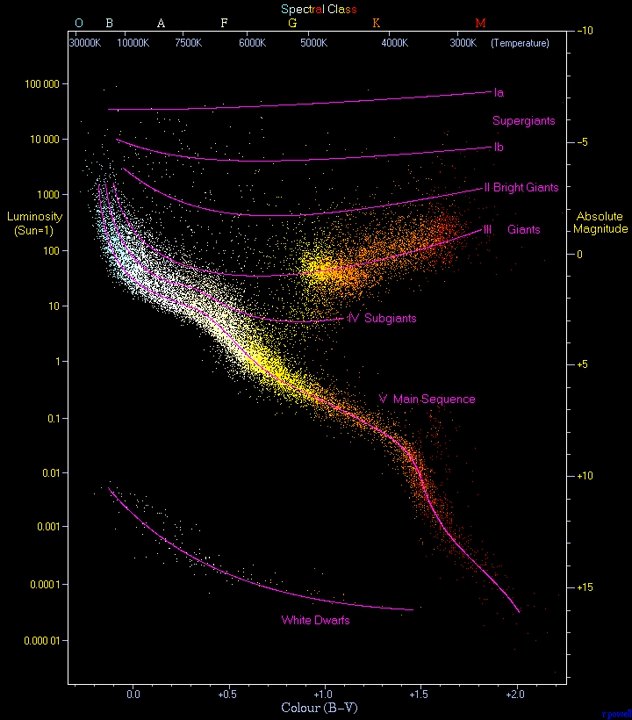 Spectral Class
O B A F G K M
30000K 10000K 7500K 6000K 5000K 4000K 3000K (Temperature)
-10
100 000
Ia
Supergiants
10 000
-5
Ib
1000
II Bright Giants
Luminosity
(Sun=1)
Absolute
Magnitude
III Giants
100
0
10
IV Subgiants
1
+5
V Main Sequence
0.1
0.01
+10
0.001
0.0001
+15
White Dwarfs
0.000 01
0.0 +0.5 +1.0 +1.5 +2.0
Colour (B-V)
r powell